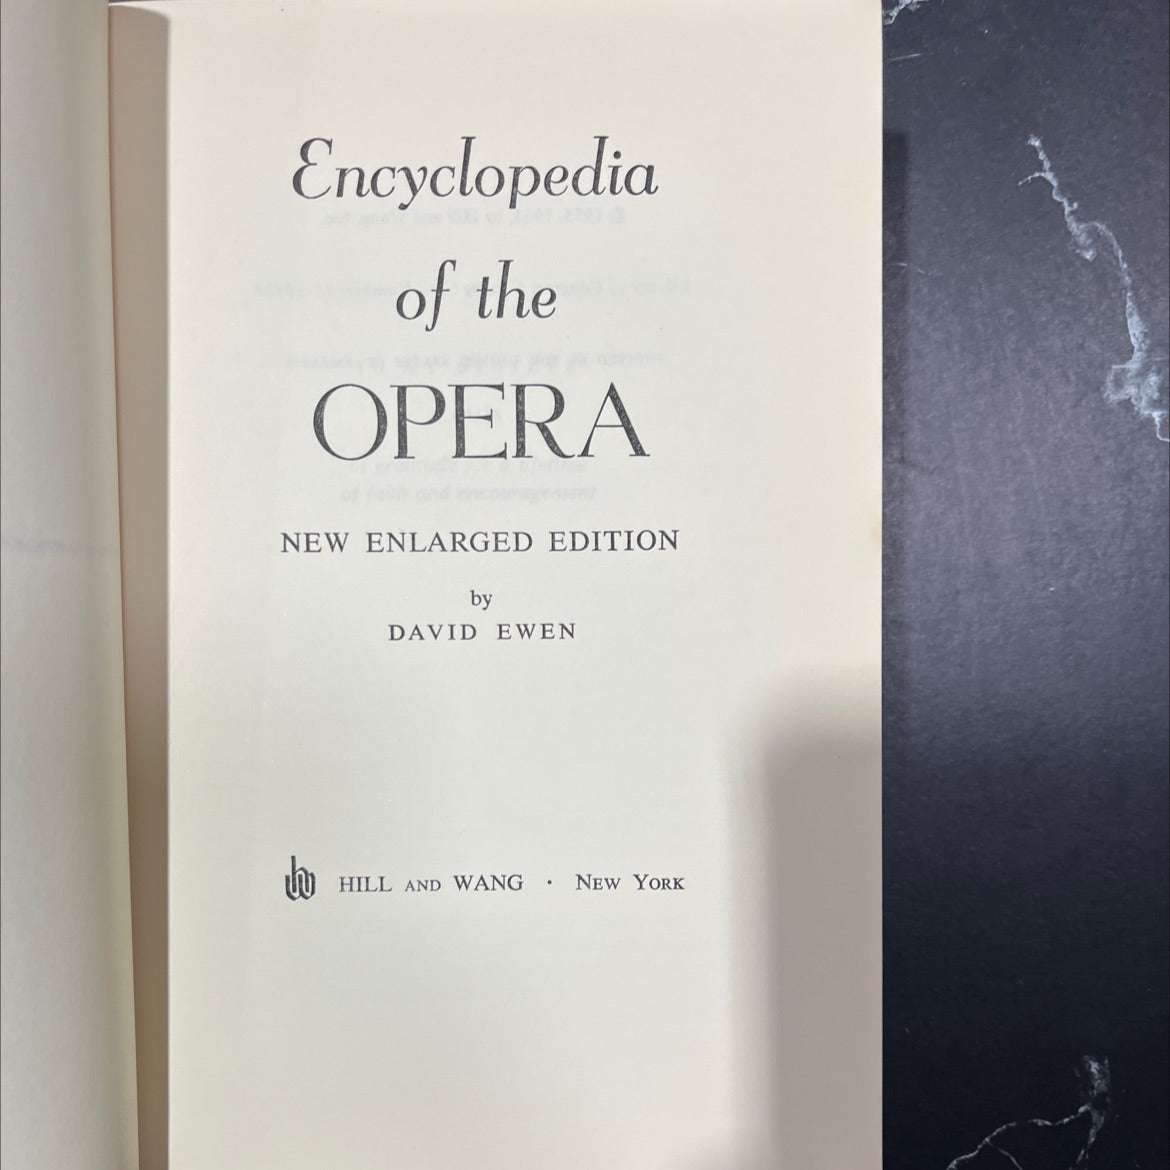 Encyclopedia
of the
OPERA
NEW ENLARGED EDITION
by
DAVID EWEN
HILL AND WANG · NEW YORK